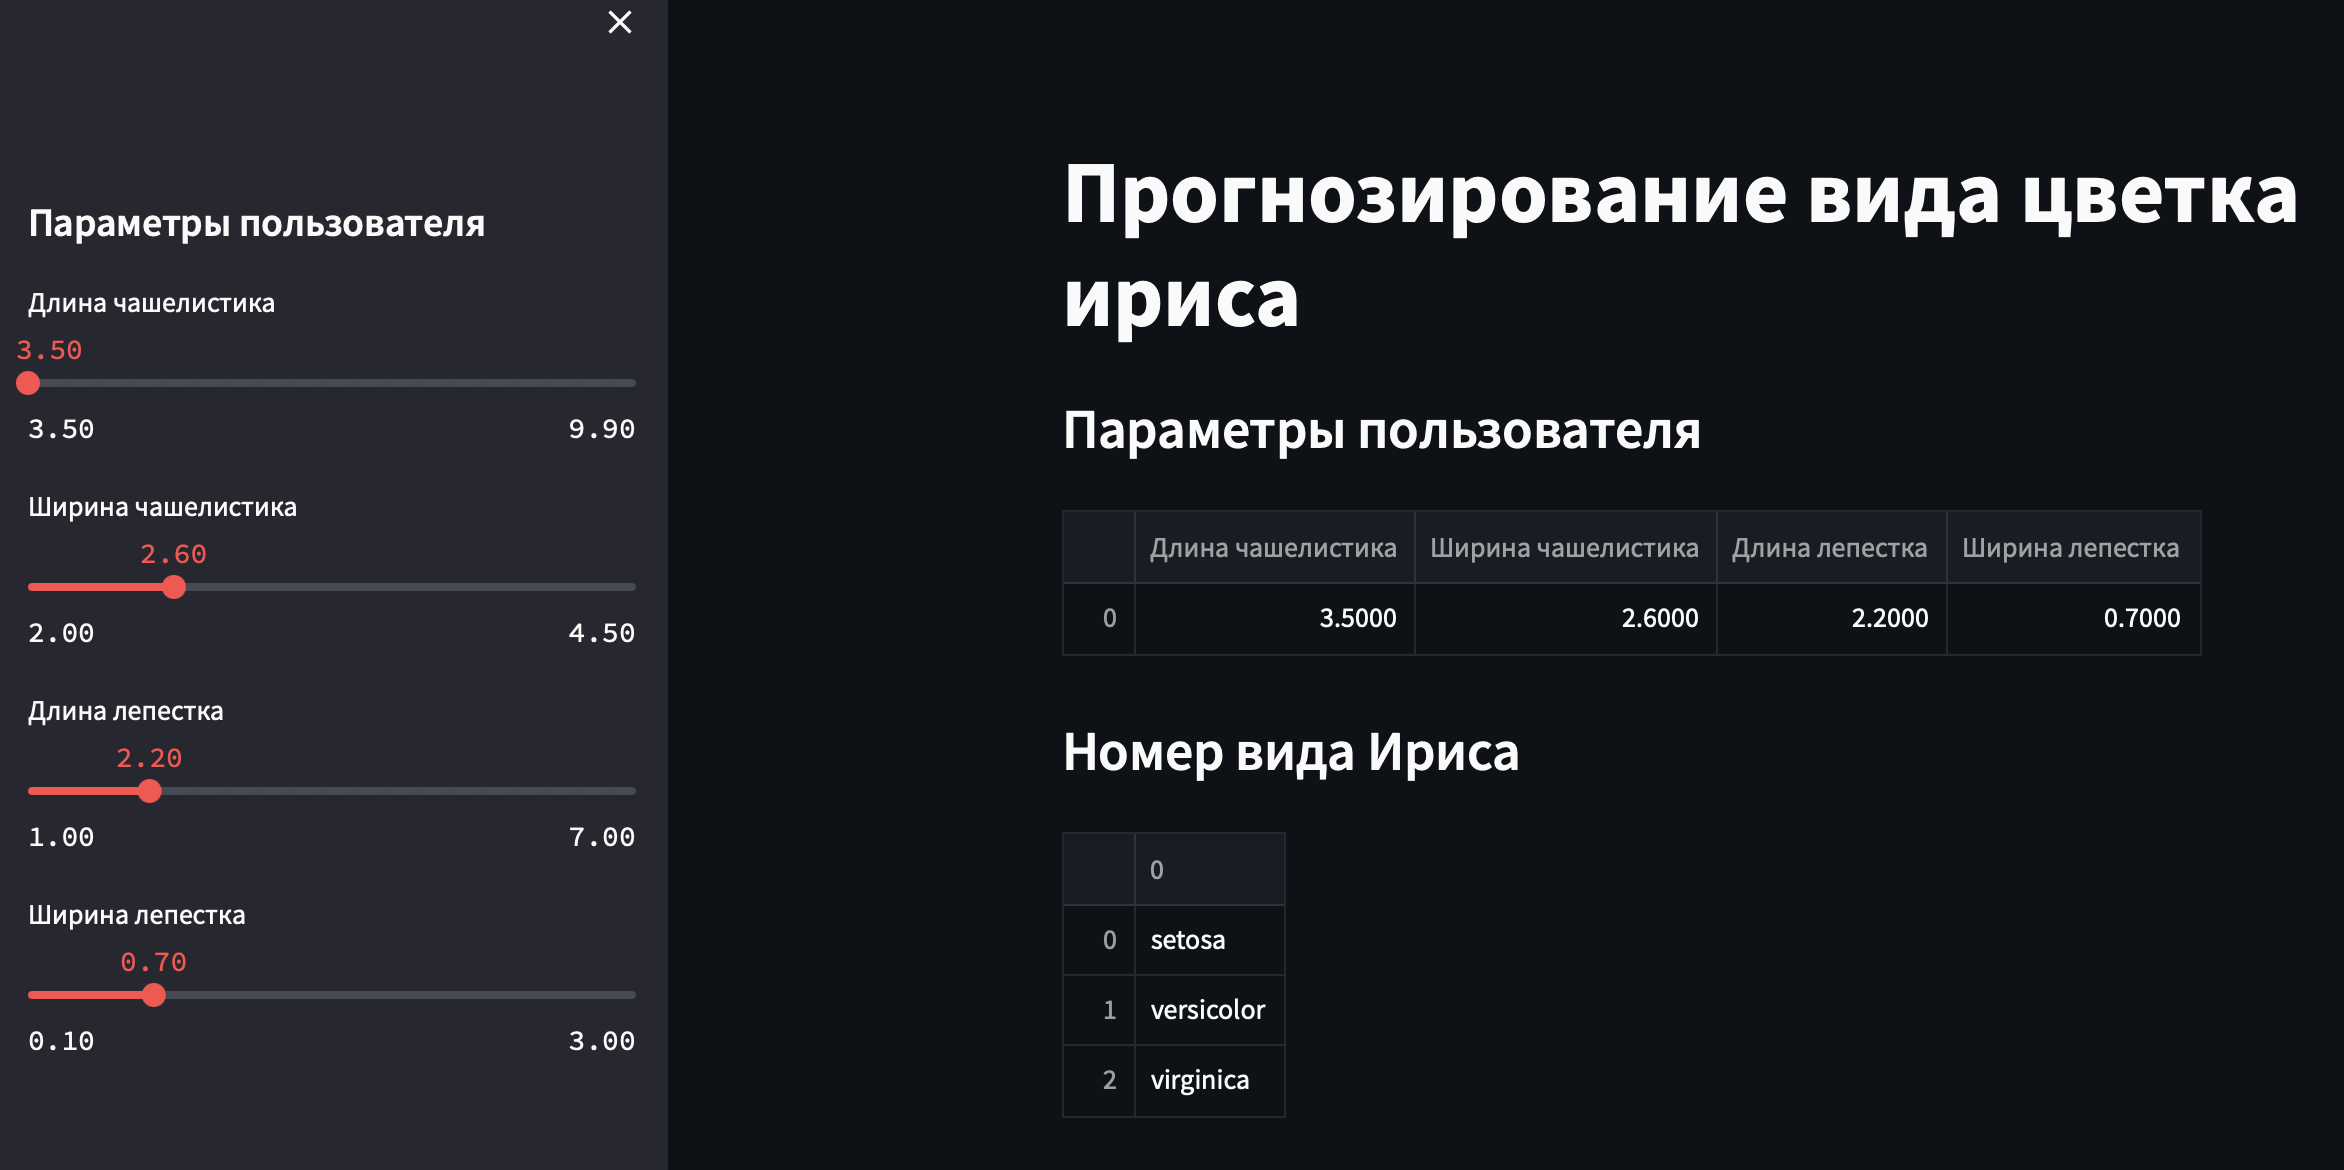 Параметры пользователя
Длина чашелистика
3.50
3.50 9.90
Ширина чашелистика
2.60
2.00 4.50
Длина лепестка
2.20
1.00 7.00
Ширина лепестка
0.70
0.10 3.00
Прогнозирование вида цветка
ириса
Параметры пользователя
Длина чашелистика Ширина чашелистика Длина лепестка Ширина лепестка
0 3.5000 2.6000 2.2000 0.7000
Номер вида Ириса
0
0 setosa
1 versicolor
2 virginica